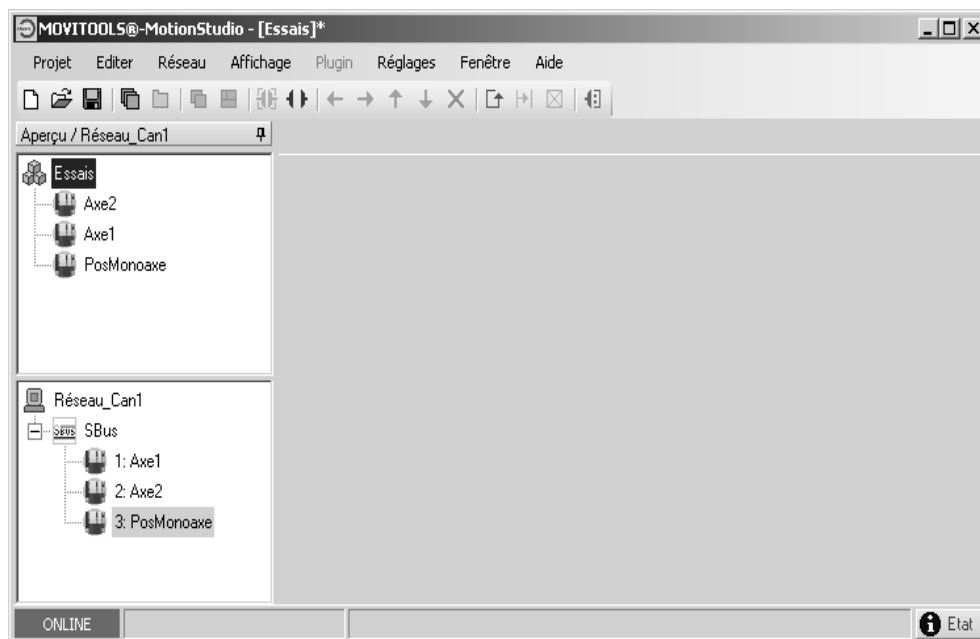 MOVITOOLS®-MotionStudio - [Essais]*
Projet Editer Réseau Affichage Plugin Réglages Fenêtre Aide
Aperçu / Réseau_Can1
Essais
Axe2
Axe1
PosMonoaxe
Réseau_Can1
SBUS SBus
1: Axe1
2: Axe2
3: PosMonoaxe
ONLINE
Etat